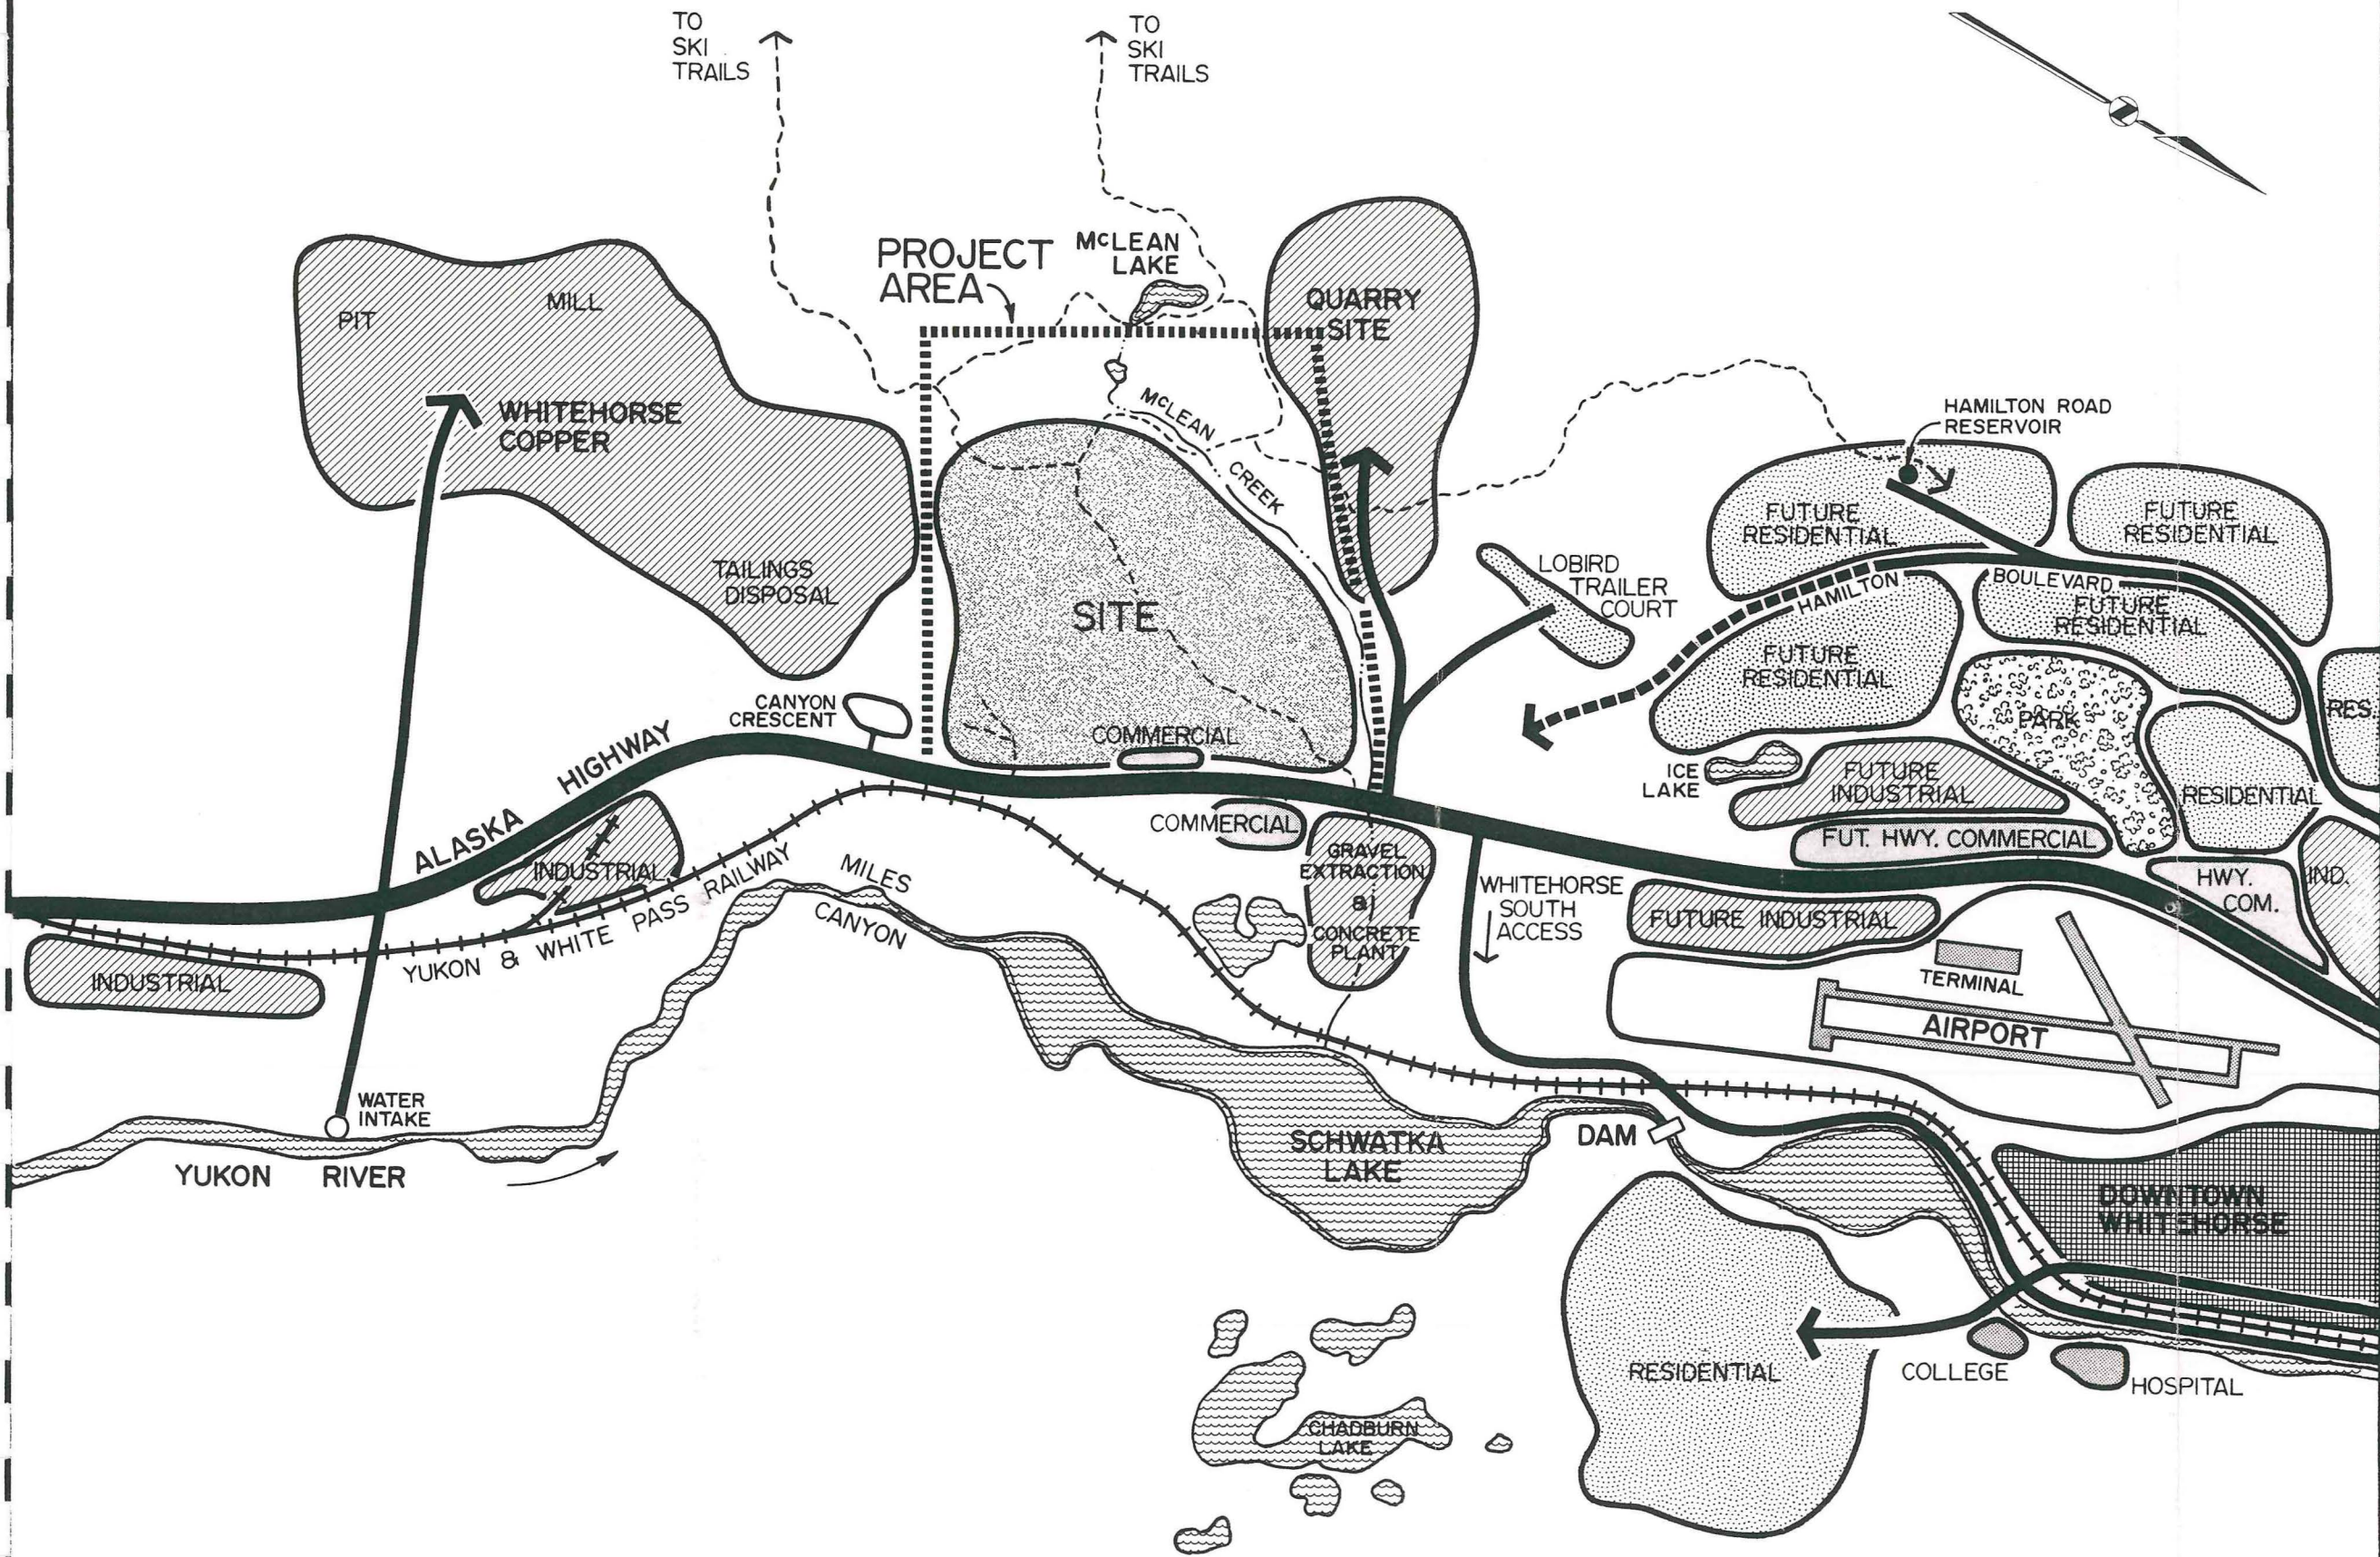 TO
SKI
TRAILS
TO
SKI
TRAILS
PROJECT
AREA
McLEAN
LAKE
QUARRY
SITE
PIT
MILL
WHITEHORSE
COPPER
TAILINGS
DISPOSAL
McLEAN
CREEK
SITE
HAMILTON ROAD
RESERVOIR
FUTURE
RESIDENTIAL
FUTURE
RESIDENTIAL
LOBIRD
TRAILER
COURT
HAMILTON
BOULEVARD
FUTURE
RESIDENTIAL
FUTURE
RESIDENTIAL
PARK
RES.
CANYON
CRESCENT
COMMERCIAL
ICE
LAKE
FUTURE
INDUSTRIAL
RESIDENTIAL
ALASKA HIGHWAY
COMMERCIAL
FUT. HWY. COMMERCIAL
INDUSTRIAL
GRAVEL
EXTRACTION
&
CONCRETE
PLANT
WHITEHORSE
SOUTH
ACCESS
HWY.
COM.
IND.
FUTURE INDUSTRIAL
MILES
CANYON
YUKON & WHITE PASS RAILWAY
INDUSTRIAL
TERMINAL
AIRPORT
WATER
INTAKE
YUKON RIVER
SCHWATKA
LAKE
DAM
DOWNTOWN
WHITEHORSE
RESIDENTIAL
COLLEGE
HOSPITAL
CHADBURN
LAKE